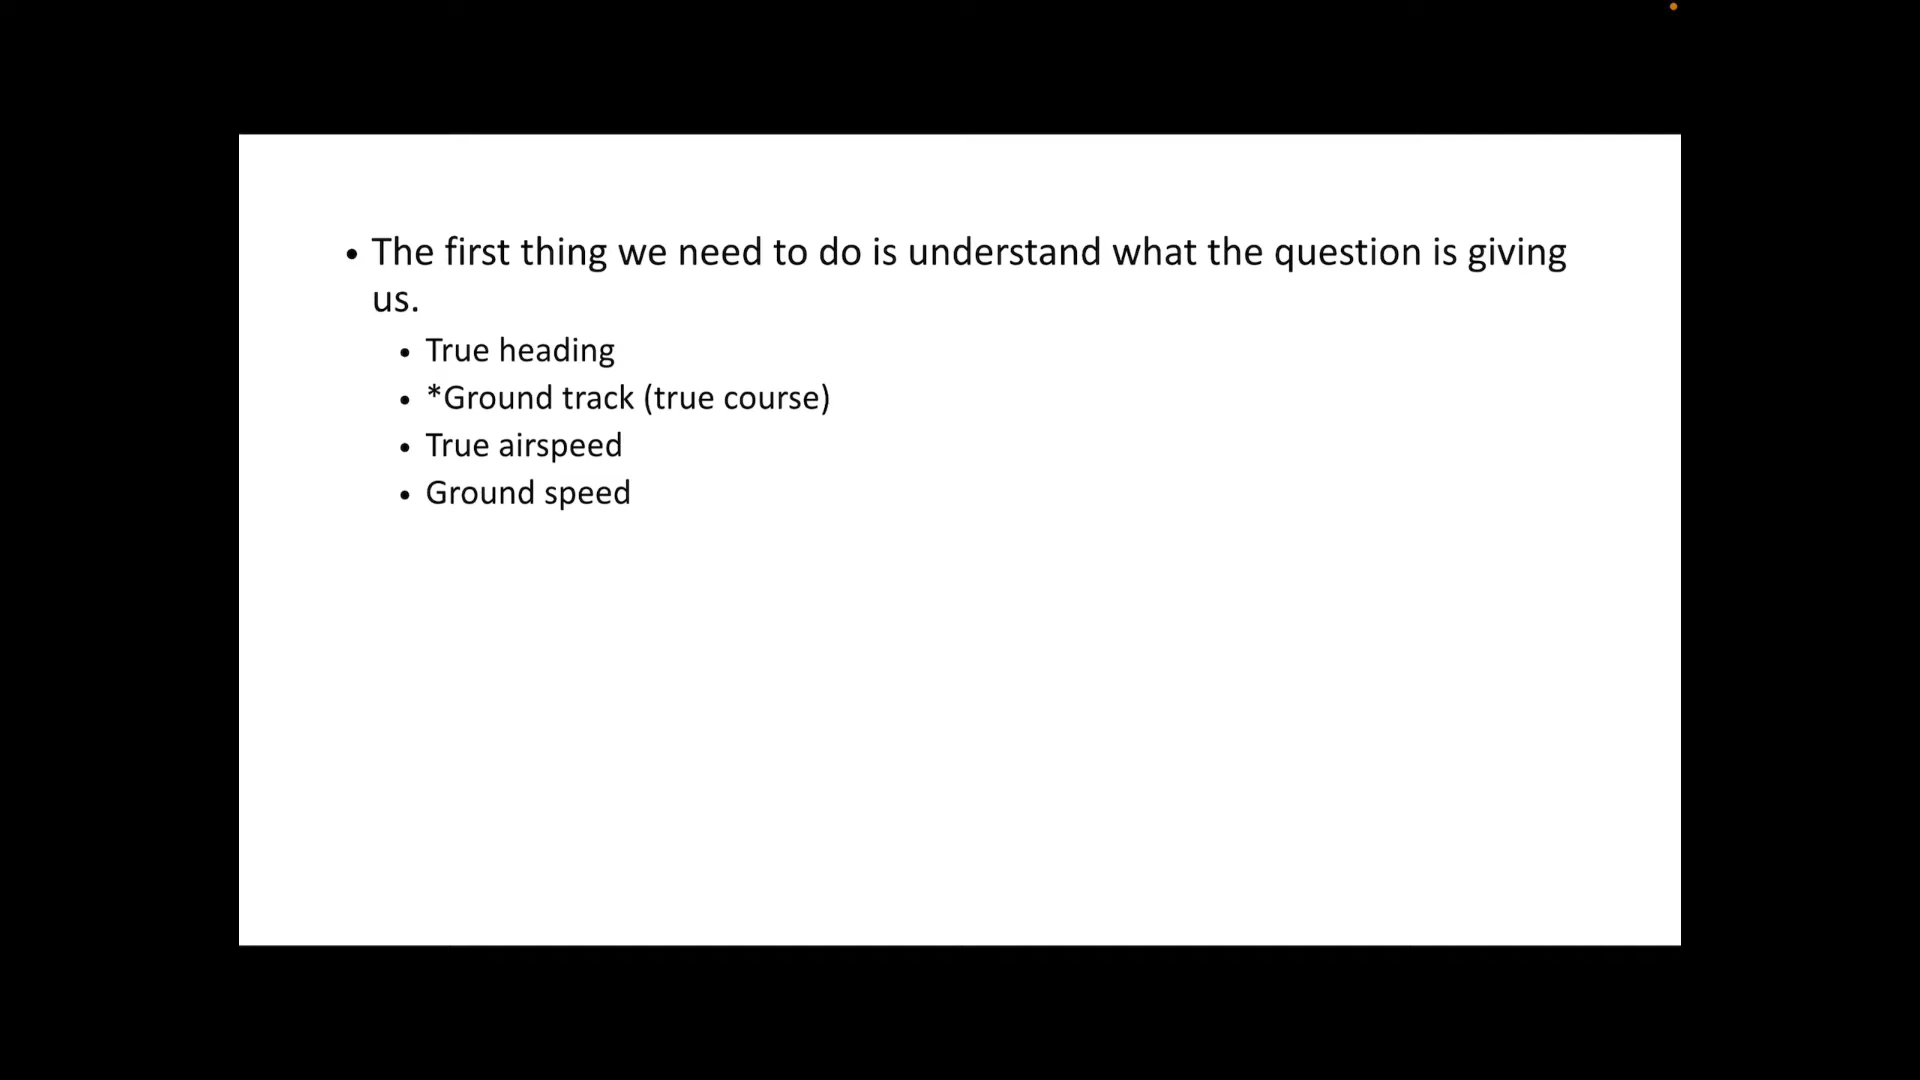 • The first thing we need to do is understand what the question is giving
us.
• True heading
• *Ground track (true course)
• True airspeed
• Ground speed